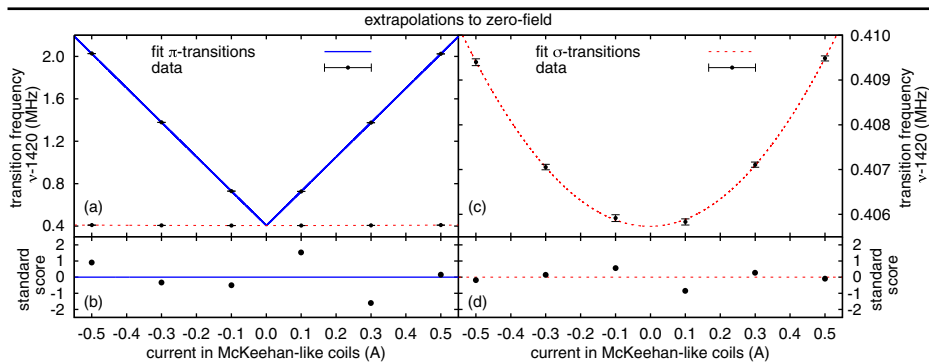 extrapolations to zero-field
transition frequency
ν-1420 (MHz)
2.0
1.6
1.2
0.8
0.4
fit π-transitions
data
(a)
fit σ-transitions
data
(c)
0.410
0.409
0.408
0.407
0.406
transition frequency
ν-1420 (MHz)
standard
score
2
1
0
-1
-2
(b)
(d)
2
1
0
-1
-2
standard
score
-0.5 -0.4 -0.3 -0.2 -0.1 0.0 0.1 0.2 0.3 0.4 0.5
current in McKeehan-like coils (A)
-0.5 -0.4 -0.3 -0.2 -0.1 0.0 0.1 0.2 0.3 0.4 0.5
current in McKeehan-like coils (A)